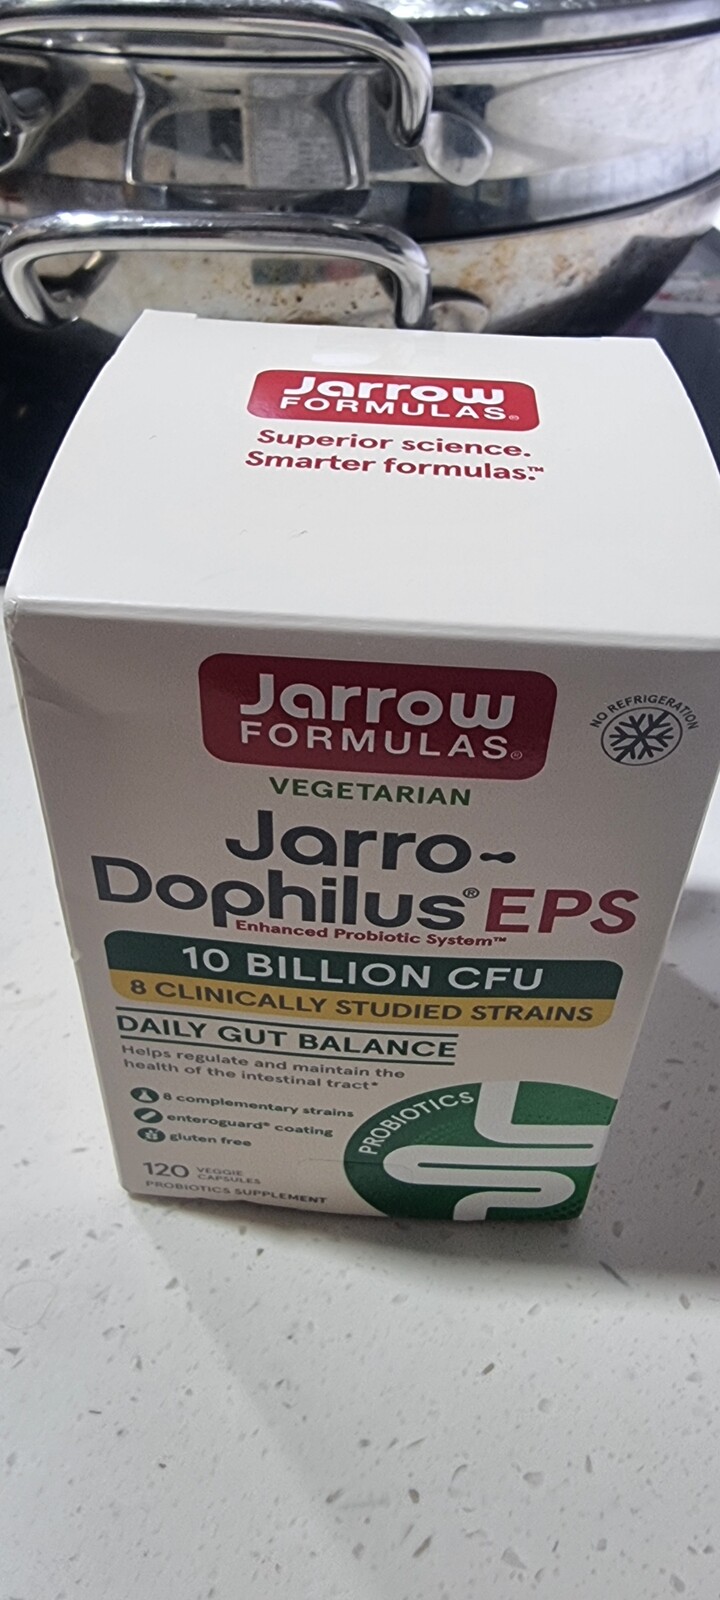 Jarrow
FORMULAS®
Superior science.
Smarter formulas.™
Jarrow
FORMULAS®
NO REFRIGERATION
VEGETARIAN
Jarro-
Dophilus® EPS
Enhanced Probiotic System™
10 BILLION CFU
8 CLINICALLY STUDIED STRAINS
DAILY GUT BALANCE
Helps regulate and maintain the
health of the intestinal tract*
8 complementary strains
enteroguard® coating
gluten free
PROBIOTICS
120 VEGGIE
CAPSULES
PROBIOTICS SUPPLEMENT